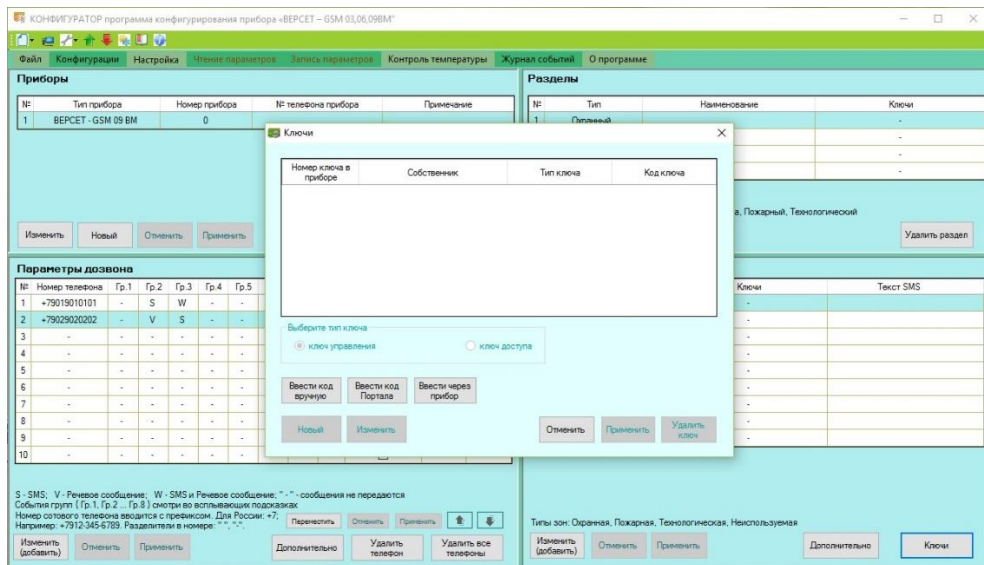 КОНФИГУРАТОР программа конфигурирования прибора «ВЕРСЕТ – GSM 03,06,09ВМ"
Файл Конфигурации Настройка Чтение параметров Запись параметров Контроль температуры Журнал событий О программе
Приборы
№ Тип прибора Номер прибора № телефона прибора Примечание
1 ВЕРСЕТ - GSM 09 ВМ 0
Изменить Новый Отменить Применить
Разделы
№ Тип Наименование Ключи
1 Охранный -
-
-
-
а, Пожарный, Технологический
Удалить раздел
Ключи
Номер ключа в приборе Собственник Тип ключа Код ключа
Выберите тип ключа
ключ управления ключ доступа
Ввести код вручную Ввести код Портала Ввести через прибор
Новый Изменить Отменить Применить Удалить ключ
Параметры дозвона
№ Номер телефона Гр.1 Гр.2 Гр.3 Гр.4 Гр.5
1 +79019010101 - S W - -
2 +79029020202 - V S - -
3 - - - - - -
4 - - - - - -
5 - - - - - -
6 - - - - - -
7 - - - - - -
8 - - - - - -
9 - - - - - -
10 - - - - - -
S - SMS; V - Речевое сообщение; W - SMS и Речевое сообщение; " - " - сообщения не передаются
События групп ( Гр.1, Гр.2 ... Гр.8 ) смотри во всплывающих подсказках
Номер сотового телефона вводится с префиксом. Для России: +7;
Например: +7912-345-6789. Разделители в номере: " ", "-".
Переместить Отменить Применить
Изменить (добавить) Отменить Применить Дополнительно Удалить телефон Удалить все телефоны
Ключи Текст SMS
-
-
-
-
-
-
-
-
-
Типы зон: Охранная, Пожарная, Технологическая, Неиспользуемая
Изменить (добавить) Отменить Применить Дополнительно Ключи